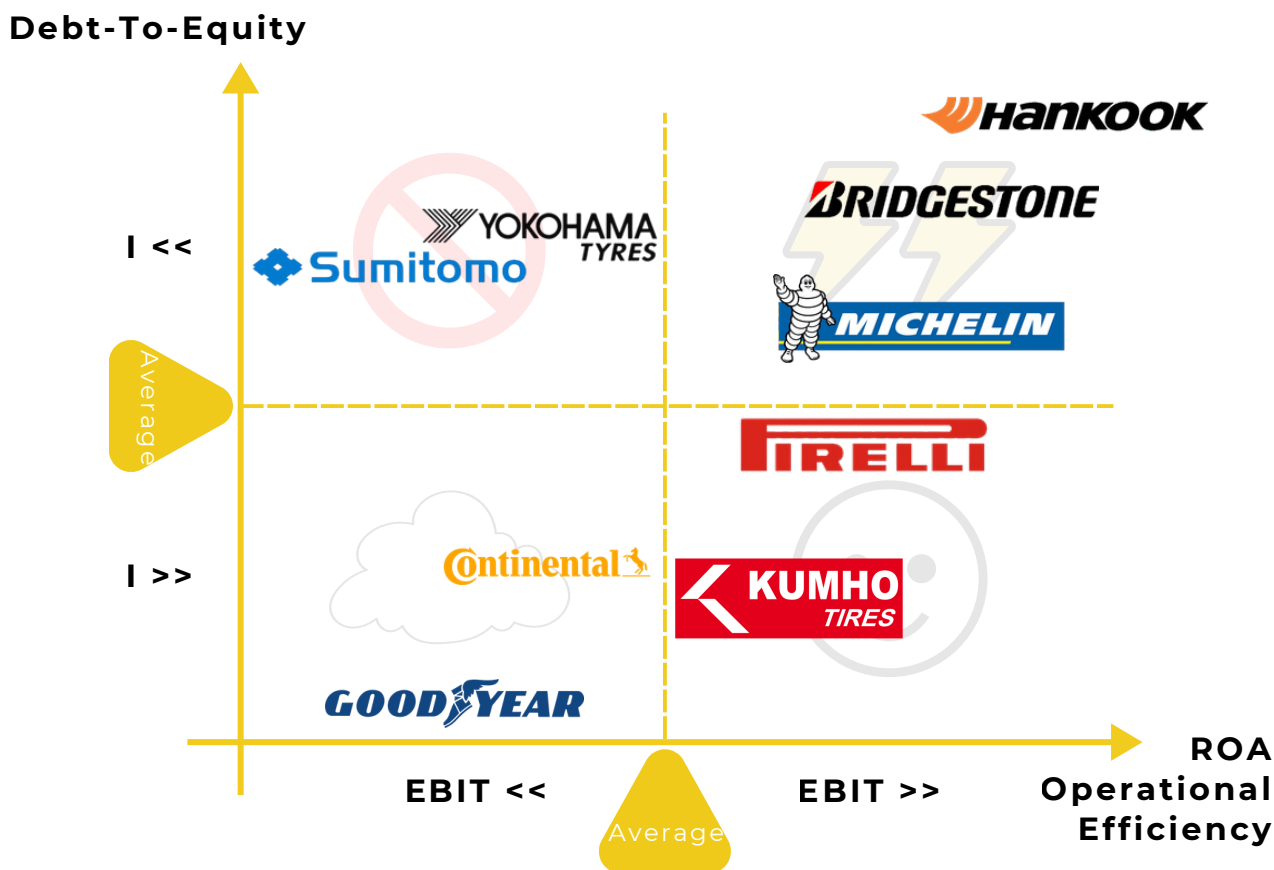 Debt-To-Equity
HANKOOK
BRIDGESTONE
I <<
YOKOHAMA
TYRES
Sumitomo
MICHELIN
Average
PIRELLI
I >>
Continental
KUMHO
TIRES
GOODYEAR
EBIT <<
EBIT >>
Average
ROA
Operational
Efficiency